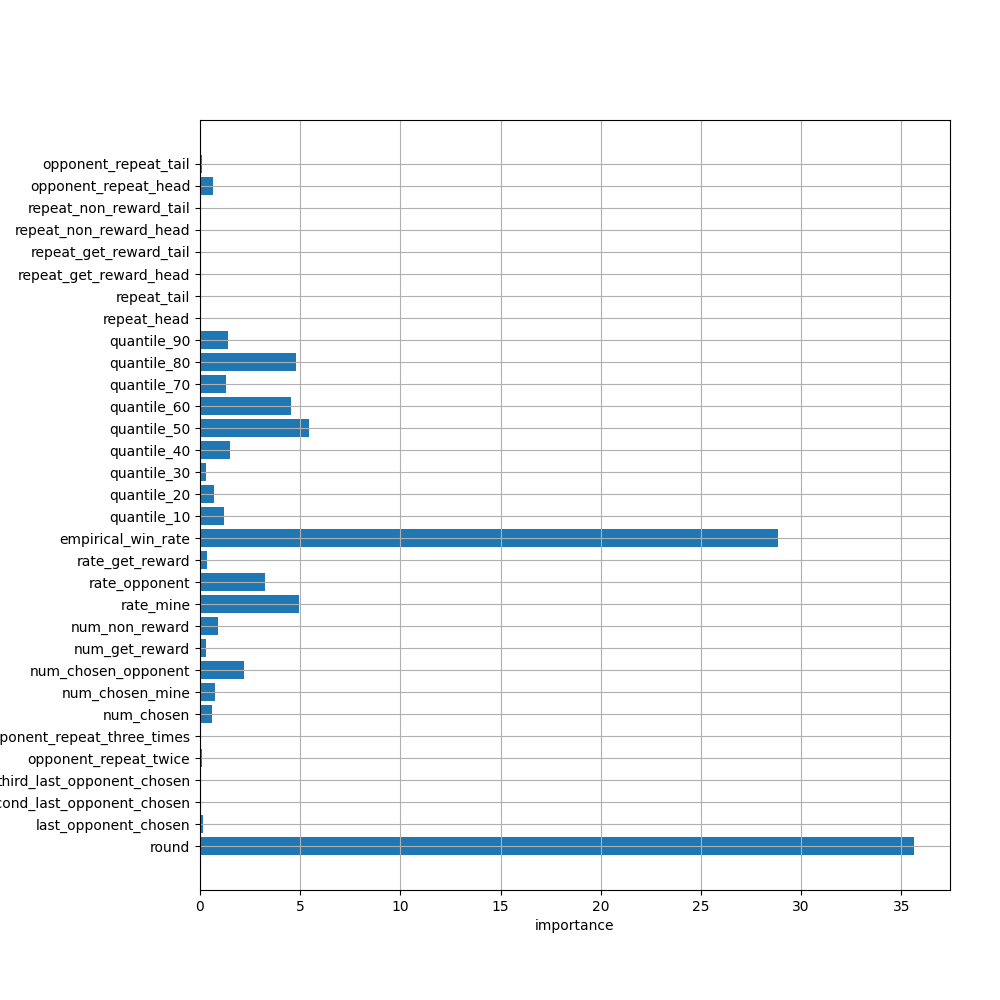 opponent_repeat_tail
opponent_repeat_head
repeat_non_reward_tail
repeat_non_reward_head
repeat_get_reward_tail
repeat_get_reward_head
repeat_tail
repeat_head
quantile_90
quantile_80
quantile_70
quantile_60
quantile_50
quantile_40
quantile_30
quantile_20
quantile_10
empirical_win_rate
rate_get_reward
rate_opponent
rate_mine
num_non_reward
num_get_reward
num_chosen_opponent
num_chosen_mine
num_chosen
ponent_repeat_three_times
opponent_repeat_twice
third_last_opponent_chosen
cond_last_opponent_chosen
last_opponent_chosen
round
0 5 10 15 20 25 30 35
importance